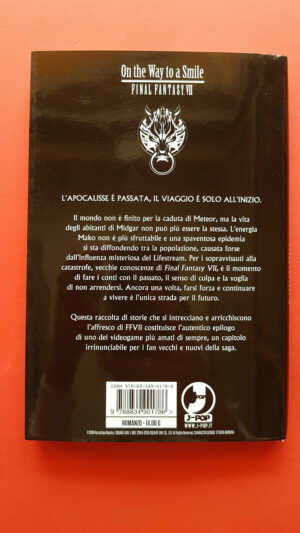 On the Way to a Smile
FINAL FANTASY VII
L'APOCALISSE È PASSATA, IL VIAGGIO È SOLO ALL'INIZIO.
Il mondo non è finito per la caduta di Meteor, ma la vita
degli abitanti di Midgar non può più essere la stessa. L'energia
Mako non è più sfruttabile e una spaventosa epidemia
si sta diffondendo tra la popolazione, causata forse
dall'influenza misteriosa del Lifestream. Per i sopravvissuti alla
catastrofe, vecchie conoscenze di Final Fantasy VII, è il momento
di fare i conti con il passato, il senso di colpa e la voglia
di non arrendersi. Ancora una volta, farsi forza e continuare
a vivere è l'unica strada per il futuro.
Questa raccolta di storie che si intrecciano e arricchiscono
l'affresco di FFVII costituisce l'autentico epilogo
di uno dei videogame più amati di sempre, un capitolo
irrinunciabile per i fan vecchi e nuovi della saga.
9 788834 901786 >
J-POP
WWW.J-POP.IT
ROMANZO - 14,00 €